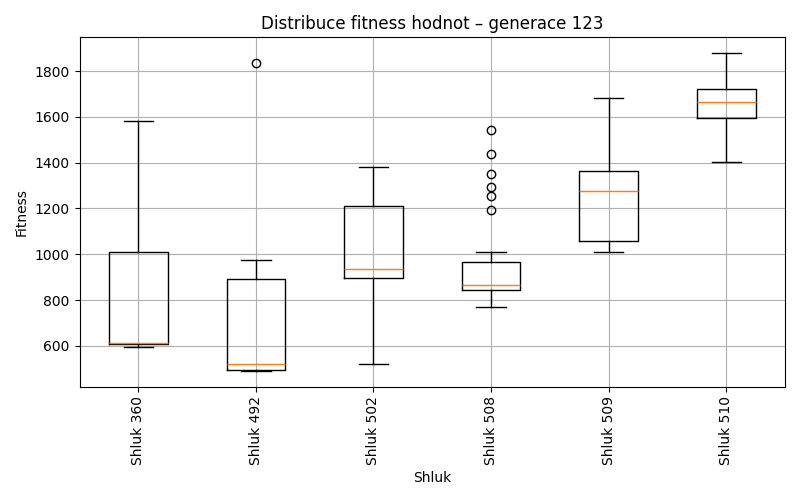 Distribuce fitness hodnot – generace 123
Fitness
1800
1600
1400
1200
1000
800
600
Shluk 360
Shluk 492
Shluk 502
Shluk 508
Shluk 509
Shluk 510
Shluk